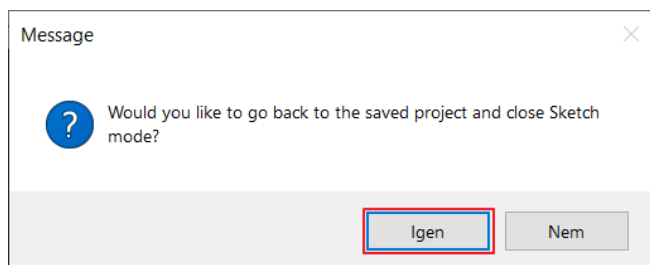 Message
Would you like to go back to the saved project and close Sketch
mode?
Igen Nem